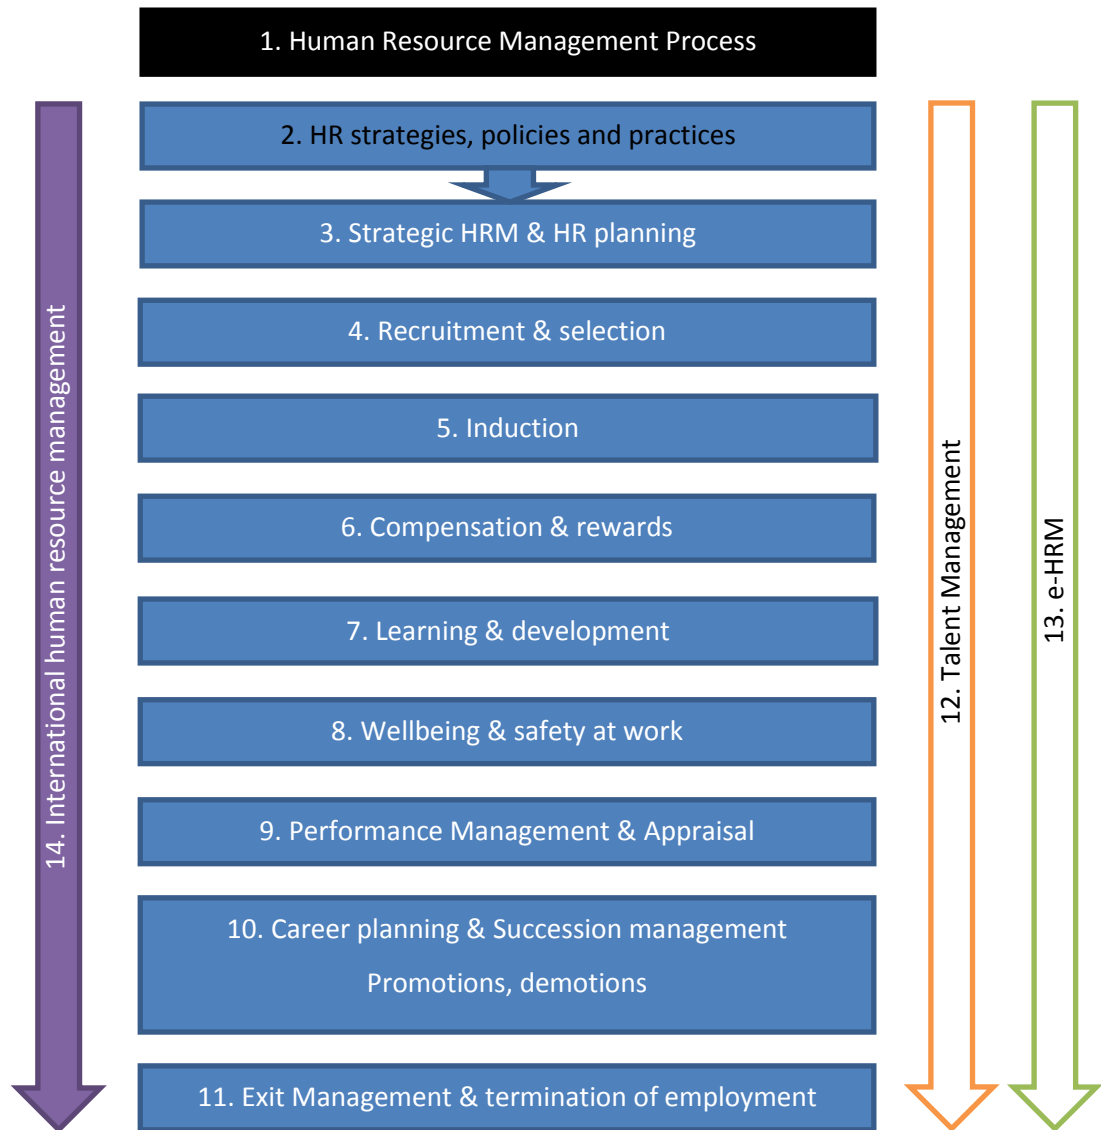 1. Human Resource Management Process
2. HR strategies, policies and practices
3. Strategic HRM & HR planning
4. Recruitment & selection
5. Induction
6. Compensation & rewards
7. Learning & development
8. Wellbeing & safety at work
9. Performance Management & Appraisal
10. Career planning & Succession management
Promotions, demotions
11. Exit Management & termination of employment
12. Talent Management
13. e-HRM
14. International human resource management